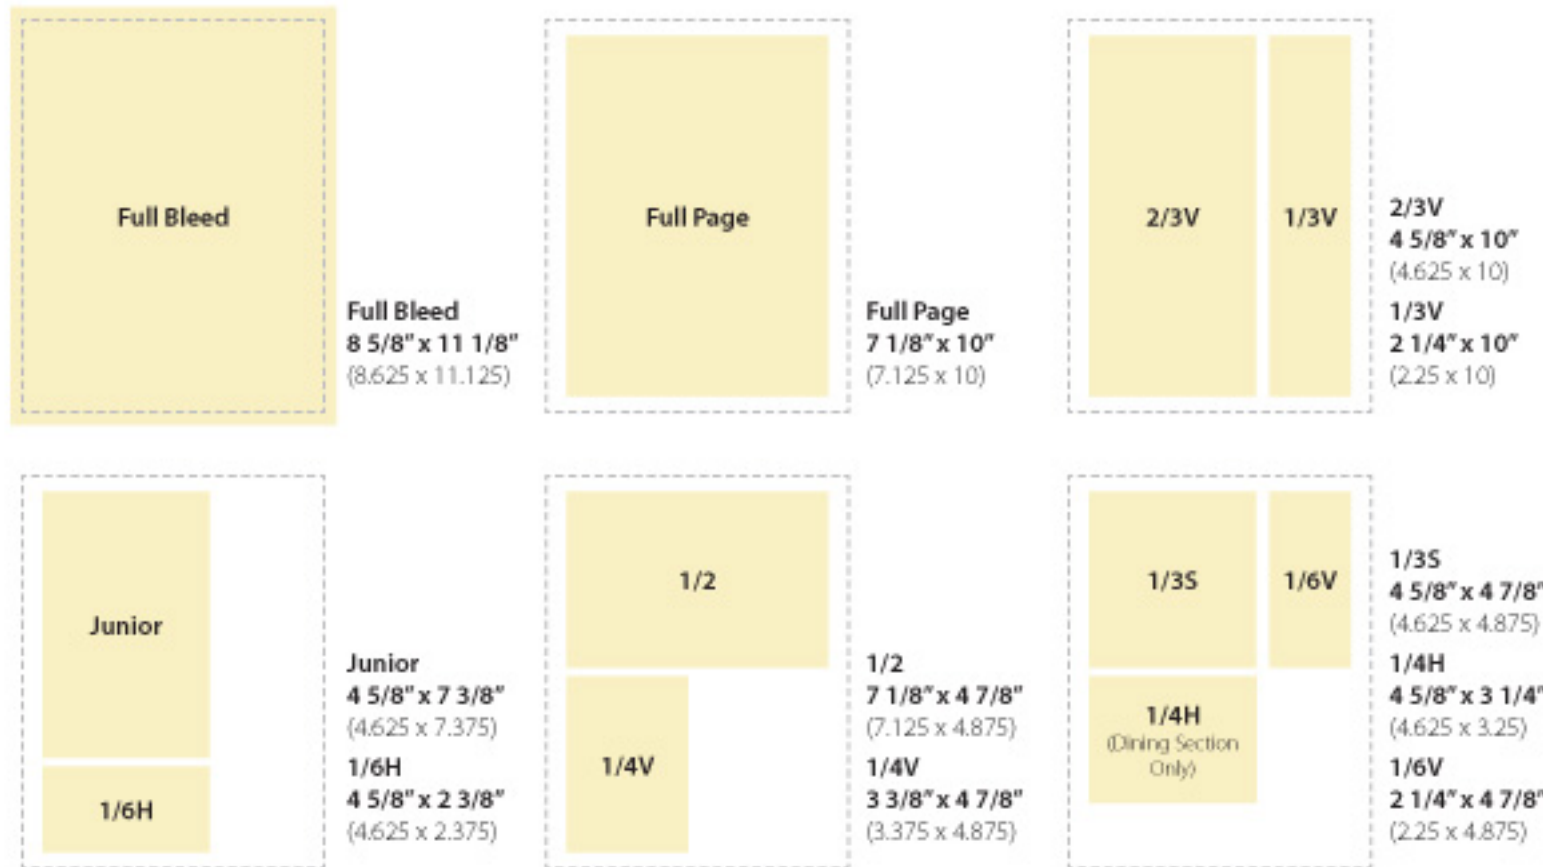 Full Bleed
Full Bleed
8 5/8” x 11 1/8”
(8.625 x 11.125)
Full Page
Full Page
7 1/8” x 10”
(7.125 x 10)
2/3V
1/3V
2/3V
4 5/8” x 10”
(4.625 x 10)
1/3V
2 1/4” x 10”
(2.25 x 10)
Junior
1/6H
Junior
4 5/8” x 7 3/8”
(4.625 x 7.375)
1/6H
4 5/8” x 2 3/8”
(4.625 x 2.375)
1/2
1/4V
1/2
7 1/8” x 4 7/8”
(7.125 x 4.875)
1/4V
3 3/8” x 4 7/8”
(3.375 x 4.875)
1/3S
1/6V
1/4H
(Dining Section
Only)
1/3S
4 5/8” x 4 7/8”
(4.625 x 4.875)
1/4H
4 5/8” x 3 1/4”
(4.625 x 3.25)
1/6V
2 1/4” x 4 7/8”
(2.25 x 4.875)